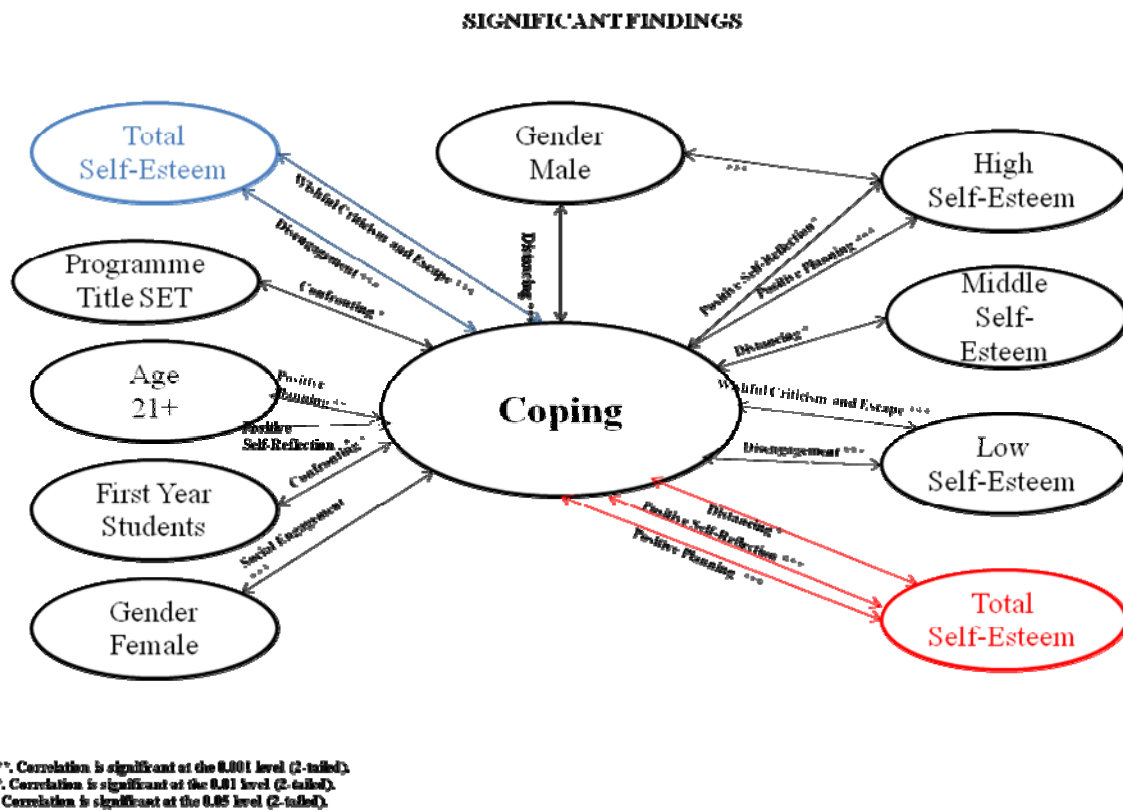 SIGNIFICANT FINDINGS
Total
Self-Esteem
Gender
Male
High
Self-Esteem
***
Wishful Criticism and Escape ***
Disengagement ***
Distancing ***
Positive Self-Reflection*
Positive Planning ***
Programme
Title SET
Confronting *
Middle
Self-
Esteem
Distancing*
Age
21+
Positive
Planning **
Positive
Self-Reflection
Coping
Wishful Criticism and Escape ***
Disengagement ***
Low
Self-Esteem
First Year
Students
Confronting*
Social Engagement
***
Gender
Female
Distancing*
Positive Self-Reflection ***
Positive Planning ***
Total
Self-Esteem
**. Correlation is significant at the 0.001 level (2-tailed).
*. Correlation is significant at the 0.01 level (2-tailed).
Correlation is significant at the 0.05 level (2-tailed).